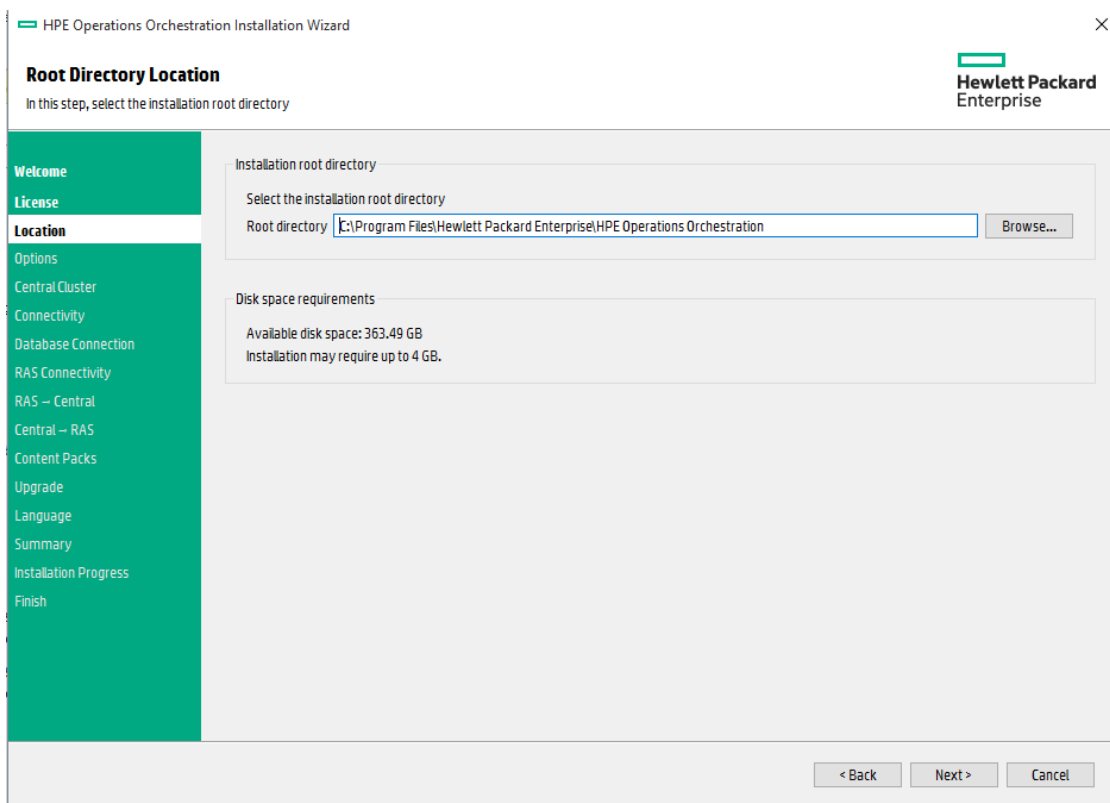 HPE Operations Orchestration Installation Wizard
Root Directory Location
In this step, select the installation root directory
Hewlett Packard
Enterprise
Welcome
License
Location
Options
Central Cluster
Connectivity
Database Connection
RAS Connectivity
RAS – Central
Central – RAS
Content Packs
Upgrade
Language
Summary
Installation Progress
Finish
Installation root directory
Select the installation root directory
Root directory C:\Program Files\Hewlett Packard Enterprise\HPE Operations Orchestration Browse...
Disk space requirements
Available disk space: 363.49 GB
Installation may require up to 4 GB.
< Back Next > Cancel